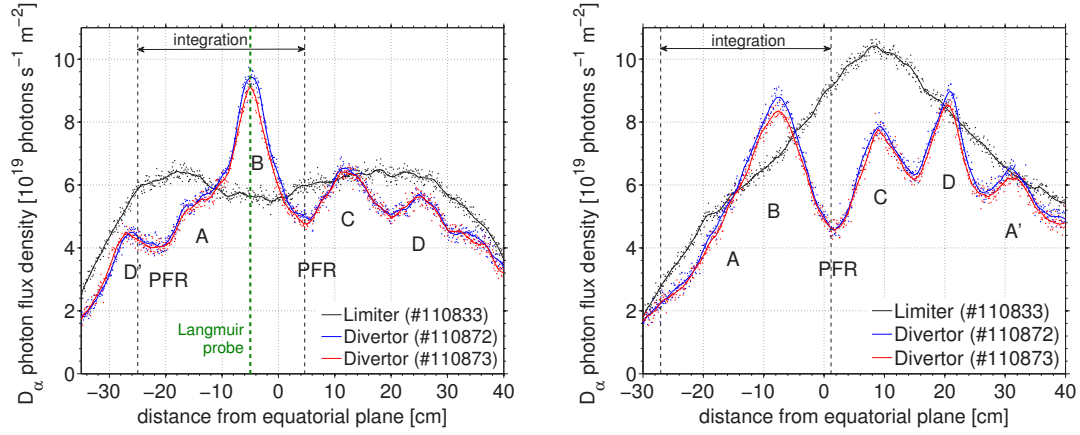 D_α photon flux density [10^19 photons s^-1 m^-2]
10
8
6
4
2
0
integration
B
A
C
D
D'
PFR
PFR
Langmuir
probe
Limiter (#110833)
Divertor (#110872)
Divertor (#110873)
−30 −20 −10 0 10 20 30 40
distance from equatorial plane [cm]
D_α photon flux density [10^19 photons s^-1 m^-2]
10
8
6
4
2
0
integration
B
A
C
D
A'
PFR
Limiter (#110833)
Divertor (#110872)
Divertor (#110873)
−30 −20 −10 0 10 20 30 40
distance from equatorial plane [cm]